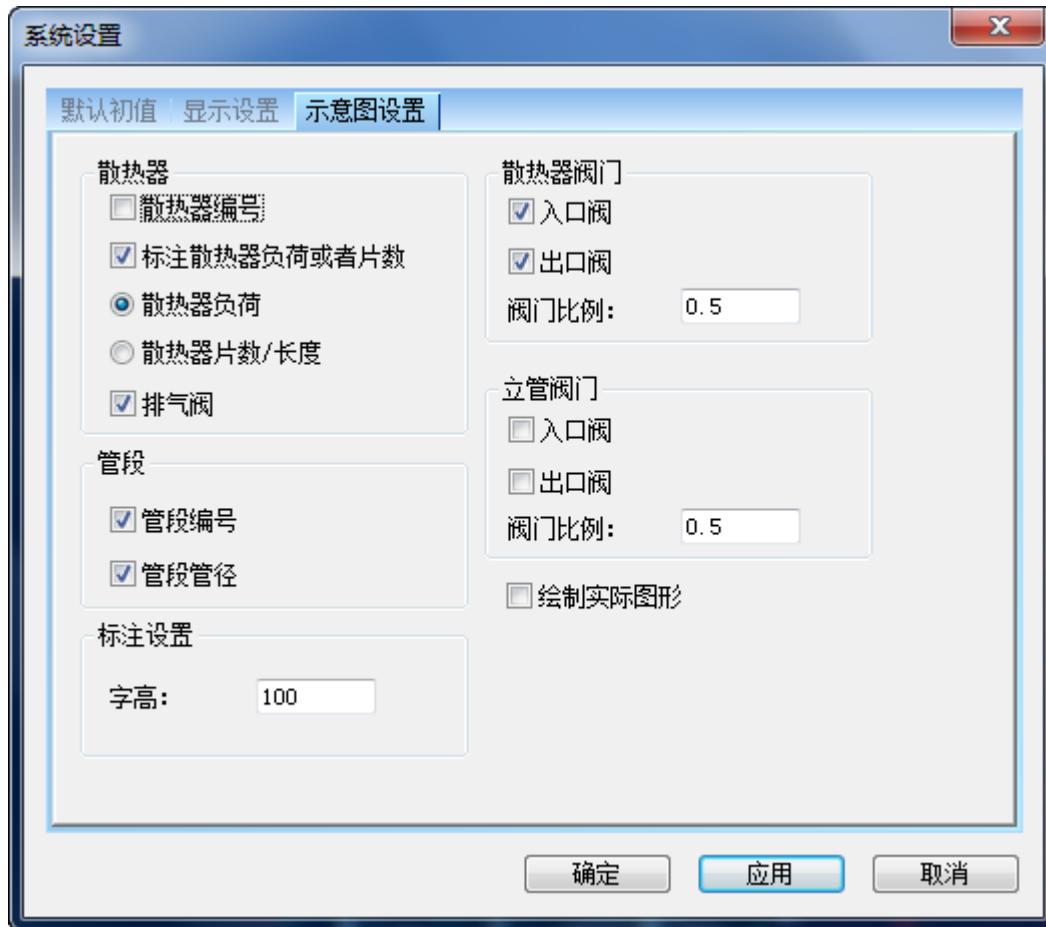 系统设置
默认初值 显示设置 示意图设置
散热器
散热器编号
标注散热器负荷或者片数
散热器负荷
散热器片数/长度
排气阀
管段
管段编号
管段管径
标注设置
字高: 100
散热器阀门
入口阀
出口阀
阀门比例: 0.5
立管阀门
入口阀
出口阀
阀门比例: 0.5
绘制实际图形
确定 应用 取消